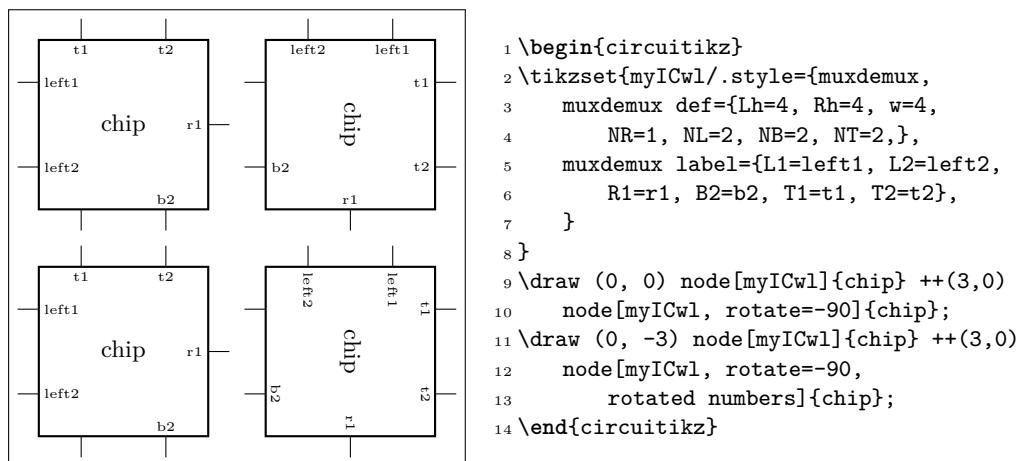 t1 t2
left1
chip r1
left2
b2
left2 left1
t1
chip
b2 t2
r1
t1 t2
left1
chip r1
left2
b2
left2 left1 t1
chip
b2 t2
r1
1 \begin{circuitikz}
2 \tikzset{myICwl/.style={muxdemux,
3 muxdemux def={Lh=4, Rh=4, w=4,
4 NR=1, NL=2, NB=2, NT=2,},
5 muxdemux label={L1=left1, L2=left2,
6 R1=r1, B2=b2, T1=t1, T2=t2},
7 }
8 }
9 \draw (0, 0) node[myICwl]{chip} ++(3,0)
10 node[myICwl, rotate=-90]{chip};
11 \draw (0, -3) node[myICwl]{chip} ++(3,0)
12 node[myICwl, rotate=-90,
13 rotated numbers]{chip};
14 \end{circuitikz}